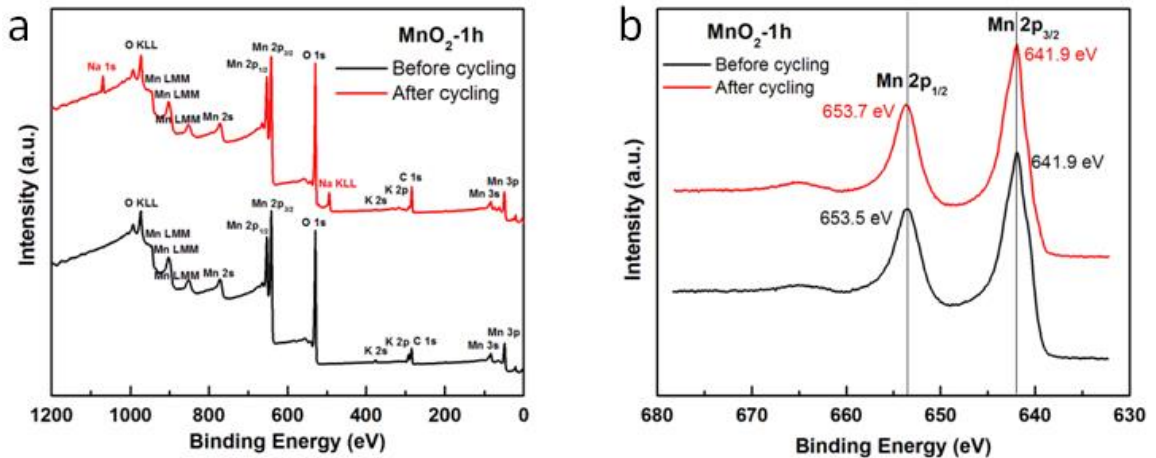 a
MnO2-1h
Before cycling
After cycling
O KLL
Na 1s
Mn LMM
Mn LMM
Mn LMM
Mn 2s
Mn 2p1/2
Mn 2p3/2
O 1s
Na KLL
K 2s
K 2p
C 1s
Mn 3s
Mn 3p
O KLL
Mn LMM
Mn LMM
Mn LMM
Mn 2s
Mn 2p1/2
Mn 2p3/2
O 1s
K 2s
K 2p
C 1s
Mn 3s
Mn 3p
Intensity (a.u.)
1200 1000 800 600 400 200 0
Binding Energy (eV)
b
MnO2-1h
Before cycling
After cycling
Mn 2p3/2
641.9 eV
Mn 2p1/2
653.7 eV
641.9 eV
653.5 eV
Intensity (a.u.)
680 670 660 650 640 630
Binding Energy (eV)